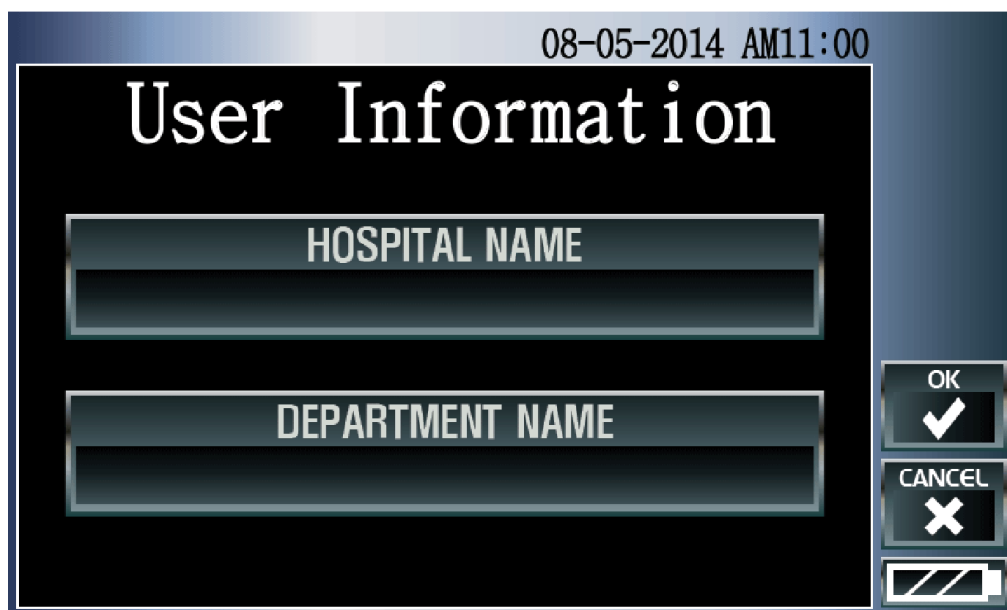 08-05-2014 AM11:00
User Information
HOSPITAL NAME
DEPARTMENT NAME
OK
CANCEL